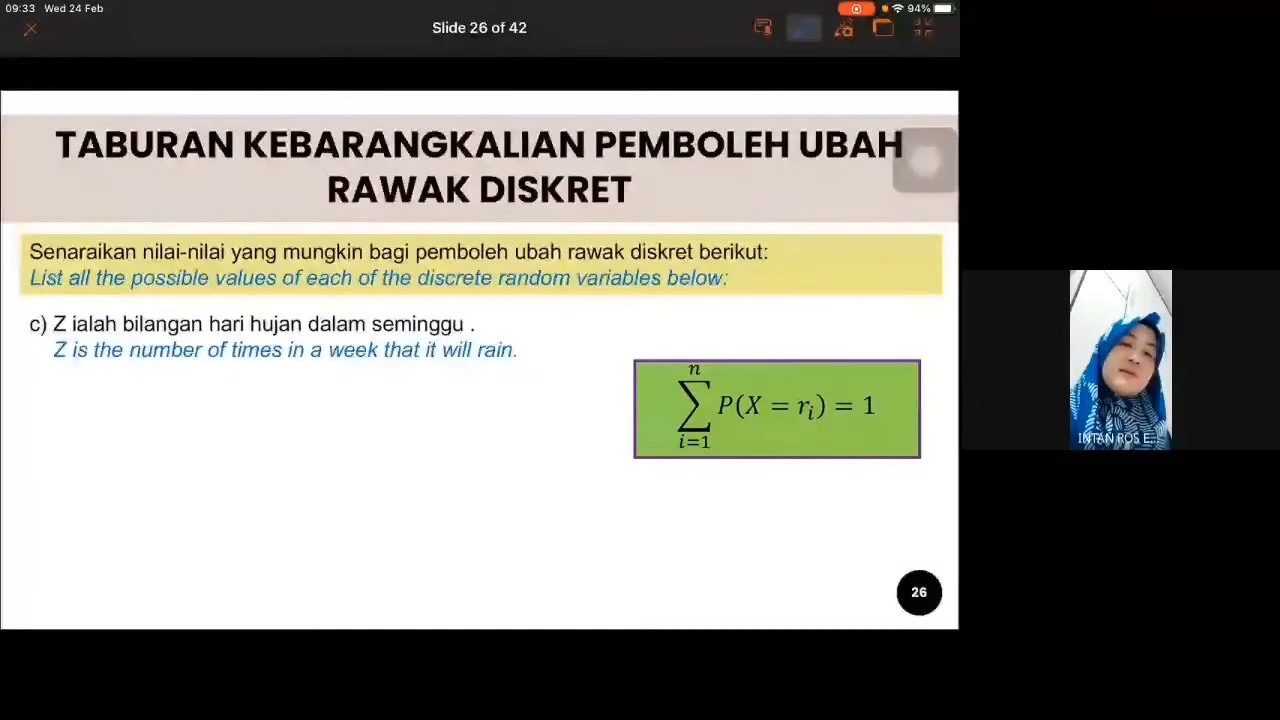 09:33 Wed 24 Feb
94%
Slide 26 of 42
TABURAN KEBARANGKALIAN PEMBOLEH UBAH
RAWAK DISKRET
Senaraikan nilai-nilai yang mungkin bagi pemboleh ubah rawak diskret berikut:
List all the possible values of each of the discrete random variables below:
c) Z ialah bilangan hari hujan dalam seminggu .
Z is the number of times in a week that it will rain.
n
∑ P(X = rᵢ) = 1
i=1
INTAN ROS E...
26